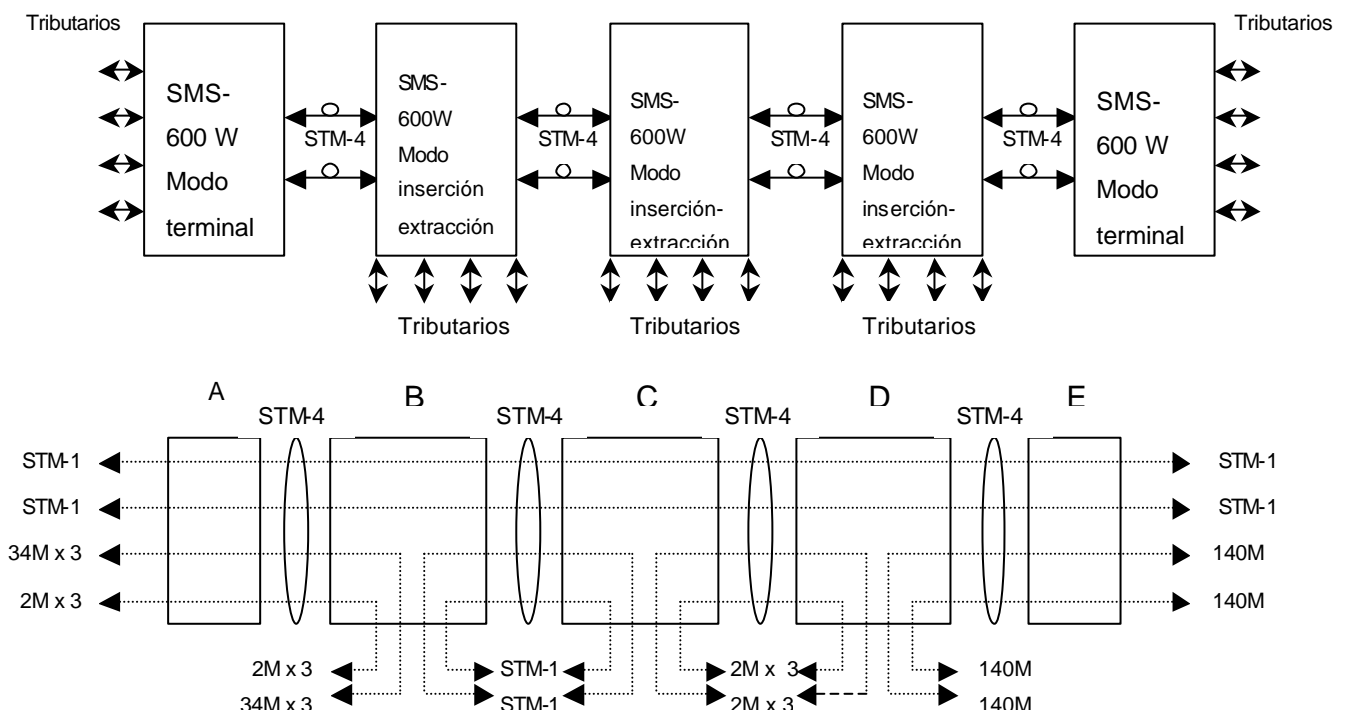 Tributarios
Tributarios
SMS-
600 W
Modo
terminal
SMS-
600W
Modo
inserción
extracción
SMS-
600W
Modo
inserción-
extracción
SMS-
600W
Modo
inserción-
extracción
SMS-
600 W
Modo
terminal
STM-4
STM-4
STM-4
STM-4
Tributarios
Tributarios
Tributarios
A
B
C
D
E
STM-4
STM-4
STM-4
STM-4
STM-1
STM-1
STM-1
STM-1
34M x 3
140M
2M x 3
140M
2M x 3
STM-1
2M x 3
140M
34M x 3
STM-1
2M x 3
140M